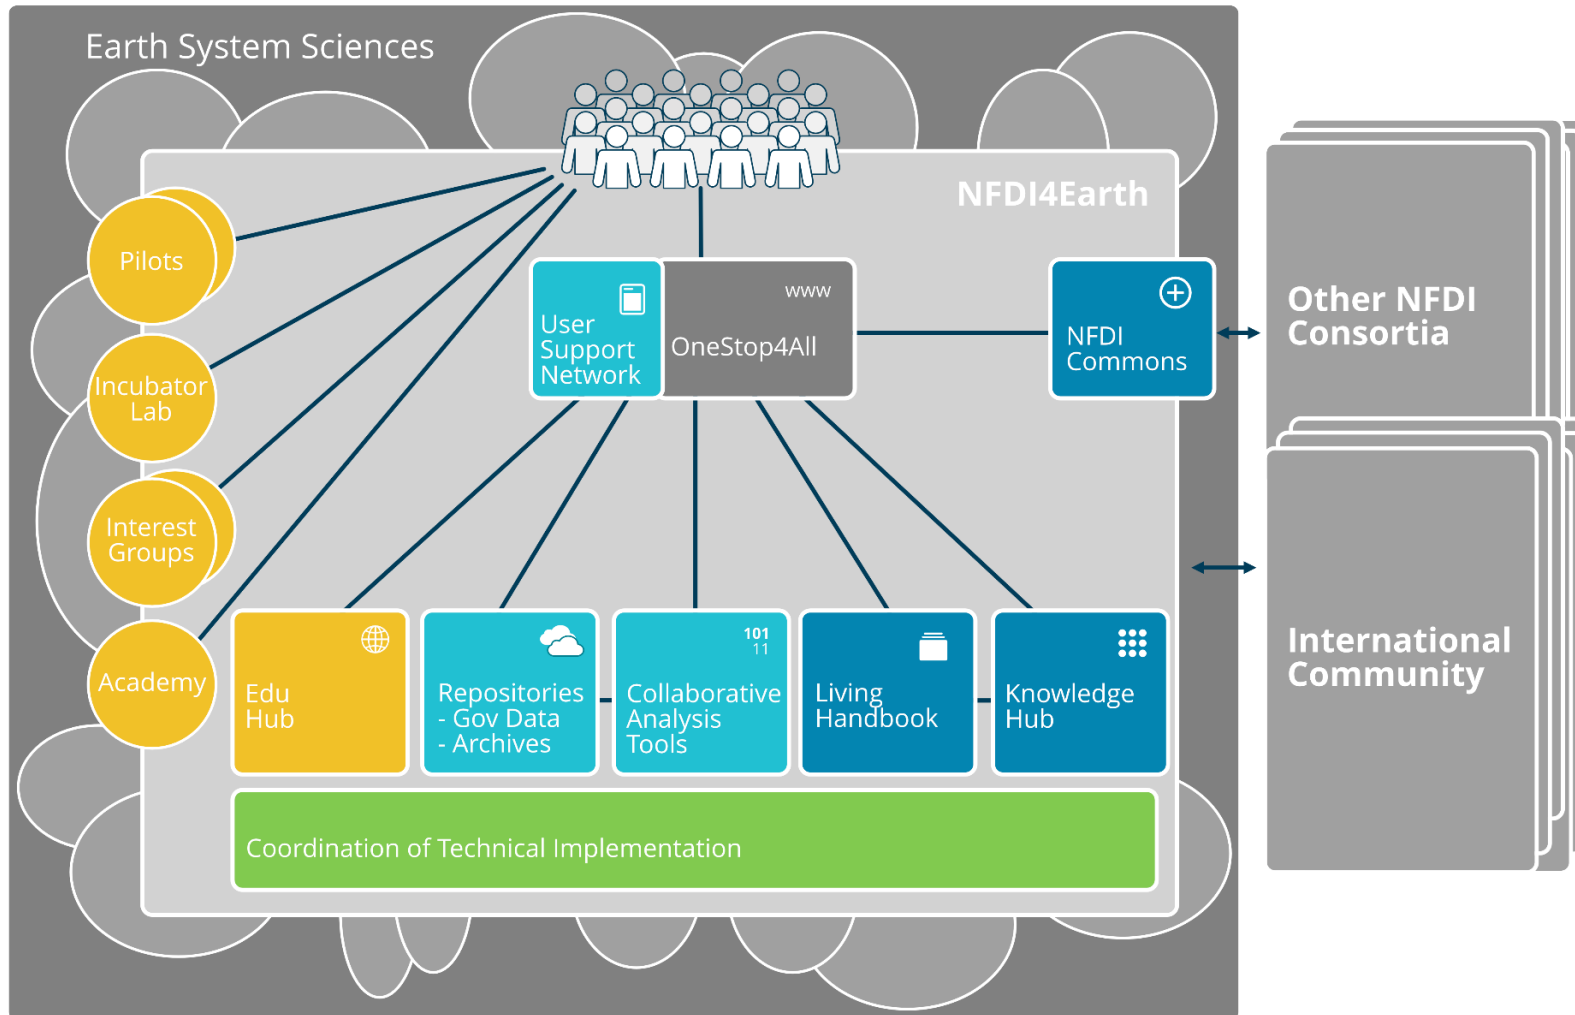 Earth System Sciences
NFDI4Earth
Pilots
Incubator
Lab
Interest
Groups
Academy
User
Support
Network
www
OneStop4All
NFDI
Commons
Other NFDI
Consortia
International
Community
Edu
Hub
Repositories
- Gov Data
- Archives
101
11
Collaborative
Analysis
Tools
Living
Handbook
Knowledge
Hub
Coordination of Technical Implementation